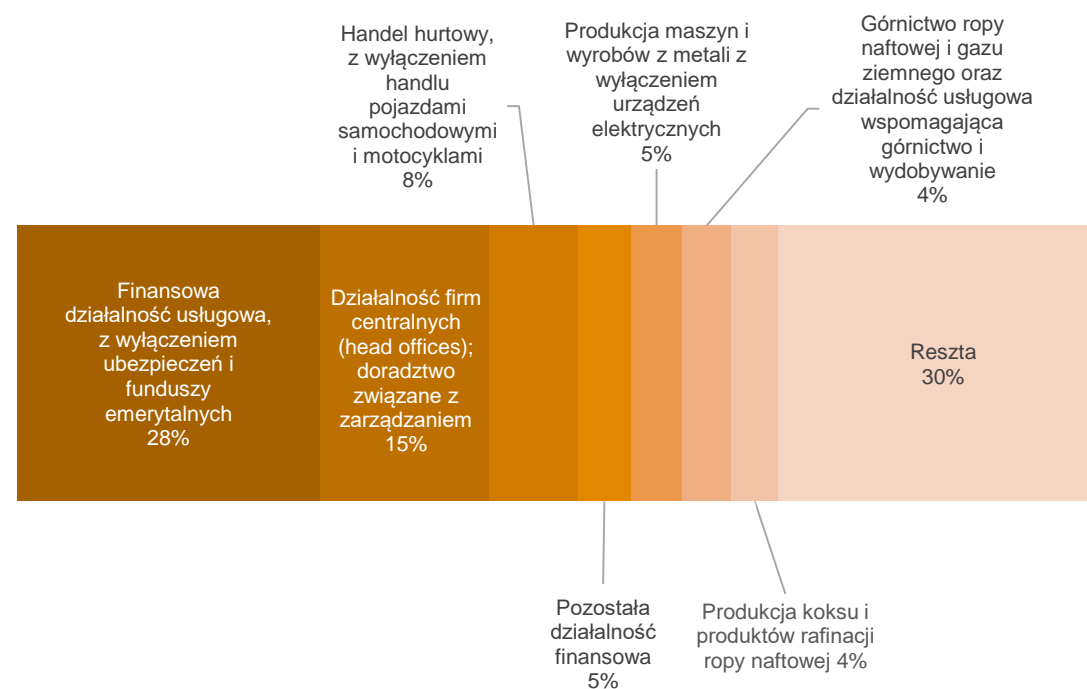 Handel hurtowy,
z wyłączeniem
handlu
pojazdami
samochodowymi
i motocyklami
8%
Produkcja maszyn i
wyrobów z metali z
wyłączeniem
urządzeń
elektrycznych
5%
Górnictwo ropy
naftowej i gazu
ziemnego oraz
działalność usługowa
wspomagająca
górnictwo i
wydobywanie
4%
Finansowa
działalność usługowa,
z wyłączeniem
ubezpieczeń i
funduszy
emerytalnych
28%
Działalność firm
centralnych
(head offices);
doradztwo
związane z
zarządzaniem
15%
Reszta
30%
Pozostała
działalność
finansowa
5%
Produkcja koksu i
produktów rafinacji
ropy naftowej 4%